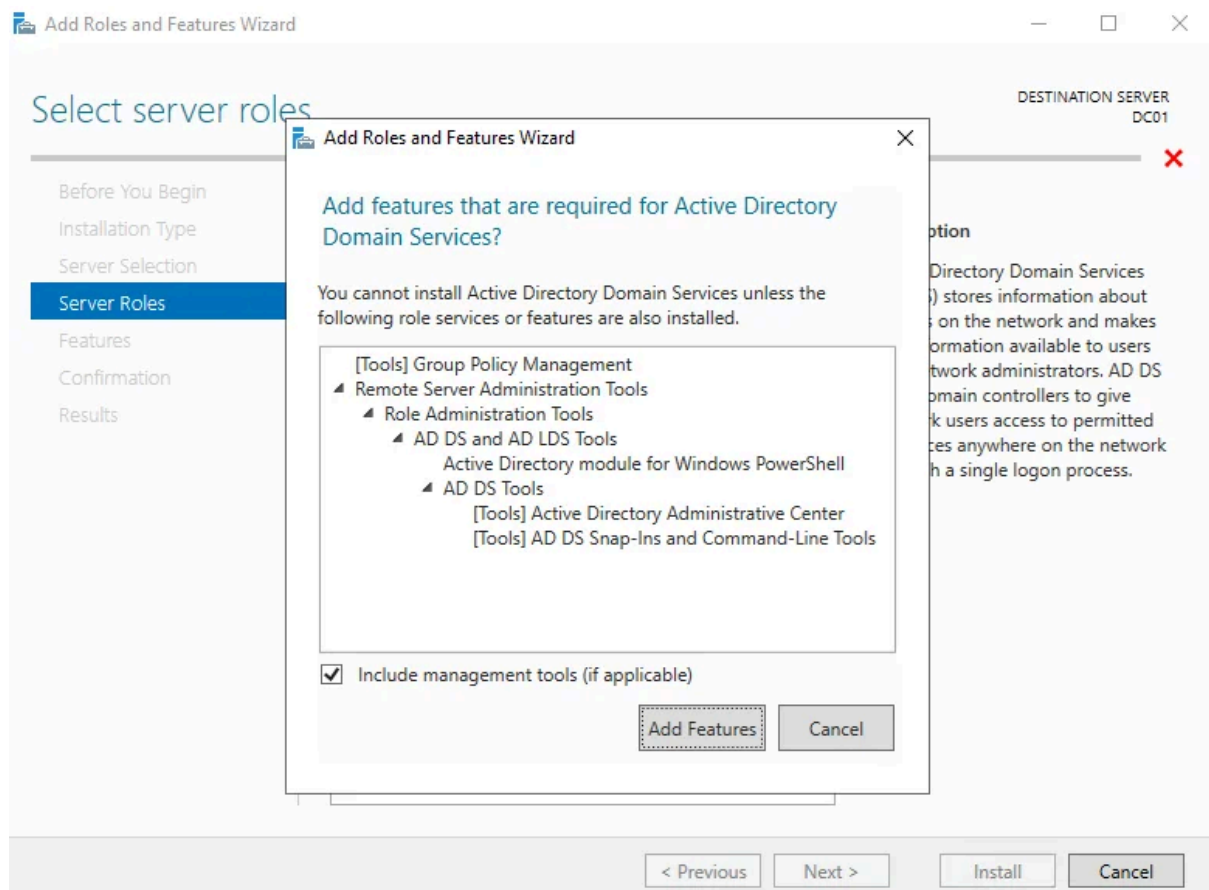 Add Roles and Features Wizard
Select server roles
DESTINATION SERVER
DC01
Before You Begin
Installation Type
Server Selection
Server Roles
Features
Confirmation
Results
Add Roles and Features Wizard
Add features that are required for Active Directory
Domain Services?
You cannot install Active Directory Domain Services unless the
following role services or features are also installed.
[Tools] Group Policy Management
Remote Server Administration Tools
Role Administration Tools
AD DS and AD LDS Tools
Active Directory module for Windows PowerShell
AD DS Tools
[Tools] Active Directory Administrative Center
[Tools] AD DS Snap-Ins and Command-Line Tools
Include management tools (if applicable)
Add Features
Cancel
Directory Domain Services
stores information about
on the network and makes
available to users
administrators. AD DS
controllers to give
users access to permitted
anywhere on the network
a single logon process.
< Previous
Next >
Install
Cancel